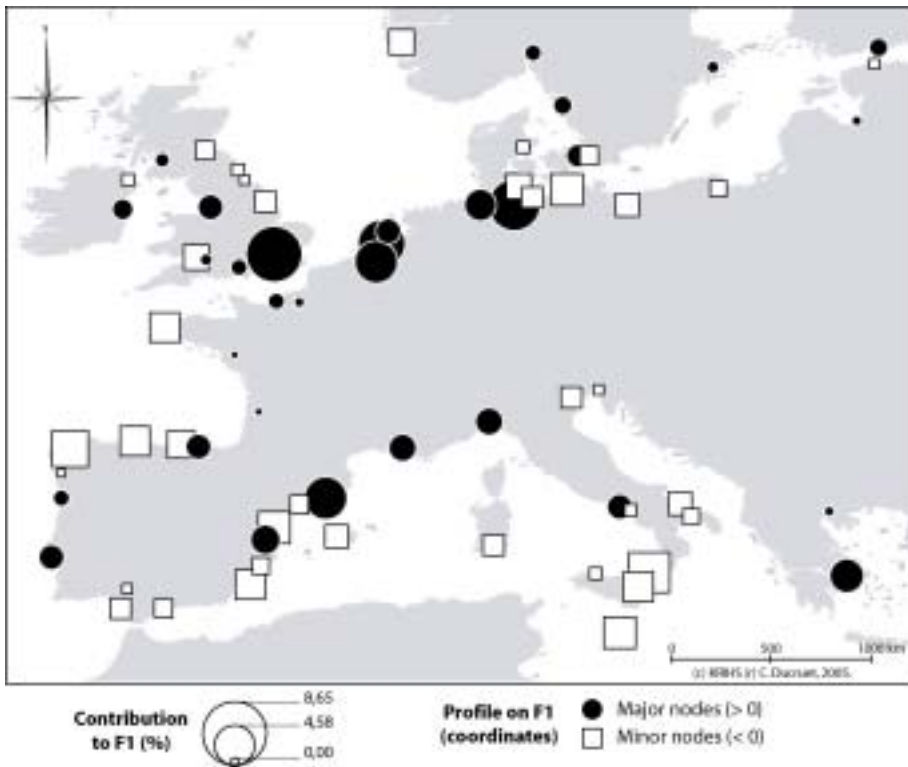 0 500 1000 km
(c) KRIHS (r) C. Ducruet, 2005.
Contribution
to F1 (%)
8,65
4,58
0,00
Profile on F1
(coordinates)
Major nodes (> 0)
Minor nodes (< 0)